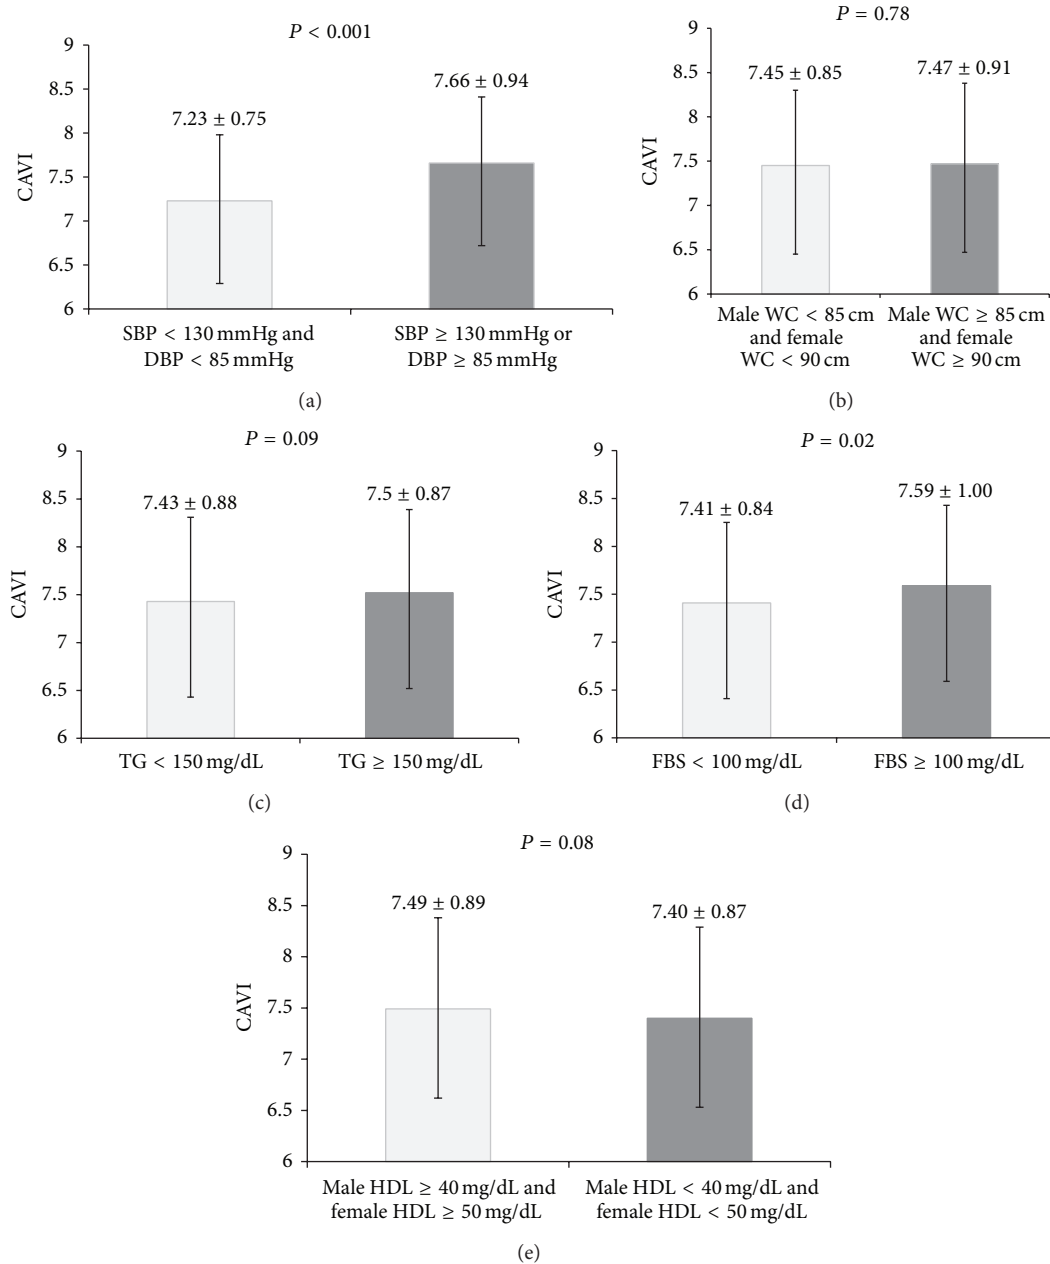 P < 0.001
9
8.5
8
7.5
7
6.5
6
CAVI
7.23 ± 0.75
7.66 ± 0.94
SBP < 130 mmHg and
DBP < 85 mmHg
SBP ≥ 130 mmHg or
DBP ≥ 85 mmHg
(a)
P = 0.78
9
8.5
8
7.5
7
6.5
6
CAVI
7.45 ± 0.85
7.47 ± 0.91
Male WC < 85 cm
and female
WC < 90 cm
Male WC ≥ 85 cm
and female
WC ≥ 90 cm
(b)
P = 0.09
9
8.5
8
7.5
7
6.5
6
CAVI
7.43 ± 0.88
7.5 ± 0.87
TG < 150 mg/dL
TG ≥ 150 mg/dL
(c)
P = 0.02
9
8.5
8
7.5
7
6.5
6
CAVI
7.41 ± 0.84
7.59 ± 1.00
FBS < 100 mg/dL
FBS ≥ 100 mg/dL
(d)
P = 0.08
9
8.5
8
7.5
7
6.5
6
CAVI
7.49 ± 0.89
7.40 ± 0.87
Male HDL ≥ 40 mg/dL and
female HDL ≥ 50 mg/dL
Male HDL < 40 mg/dL and
female HDL < 50 mg/dL
(e)